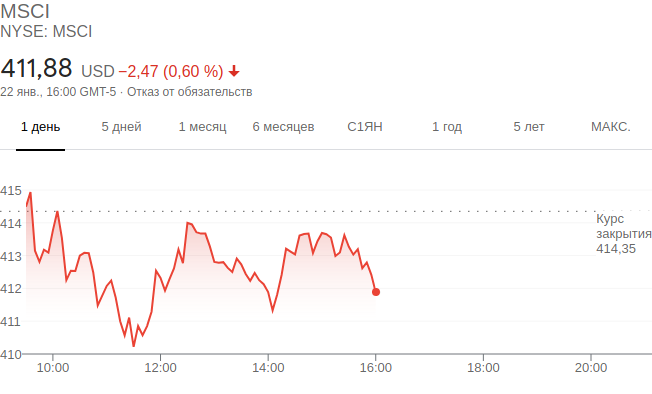 MSCI
NYSE: MSCI
411,88 USD −2,47 (0,60 %)
22 янв., 16:00 GMT-5 · Отказ от обязательств
1 день 5 дней 1 месяц 6 месяцев С1ЯН 1 год 5 лет МАКС.
415
414
413
412
411
410
Курс
закрытия
414,35
10:00 12:00 14:00 16:00 18:00 20:00